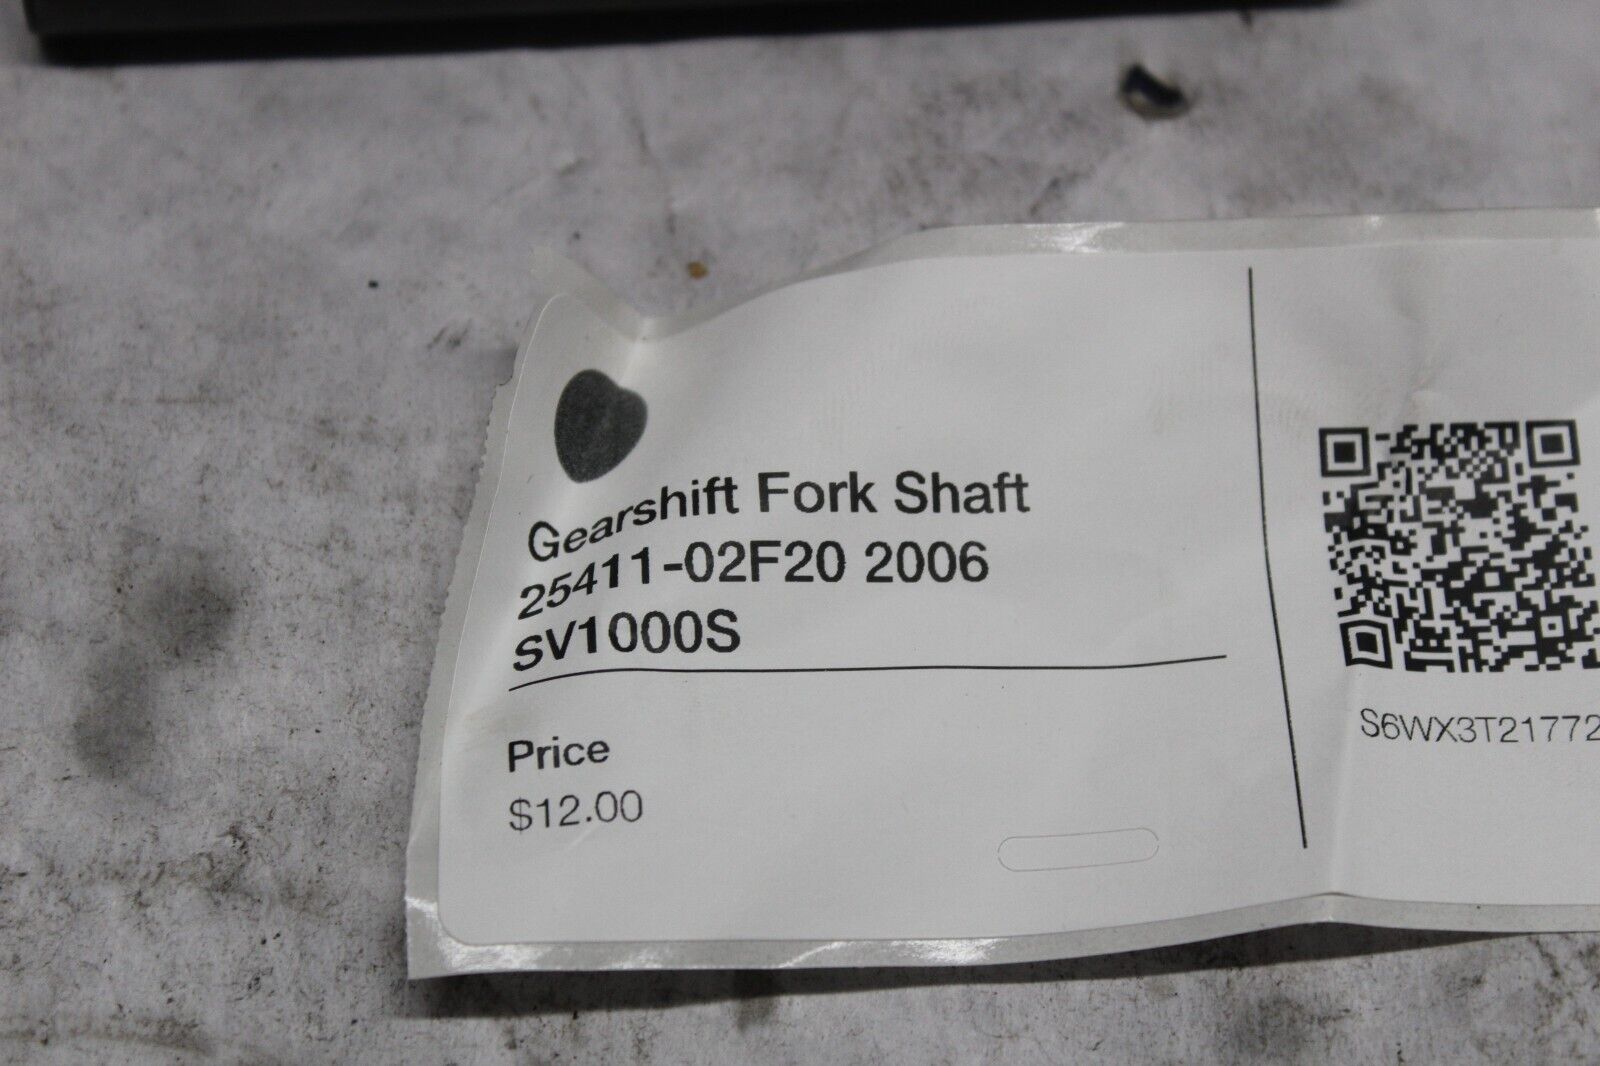 Gearshift Fork Shaft
25411-02F20 2006
SV1000S
Price
$12.00
S6WX3T21772